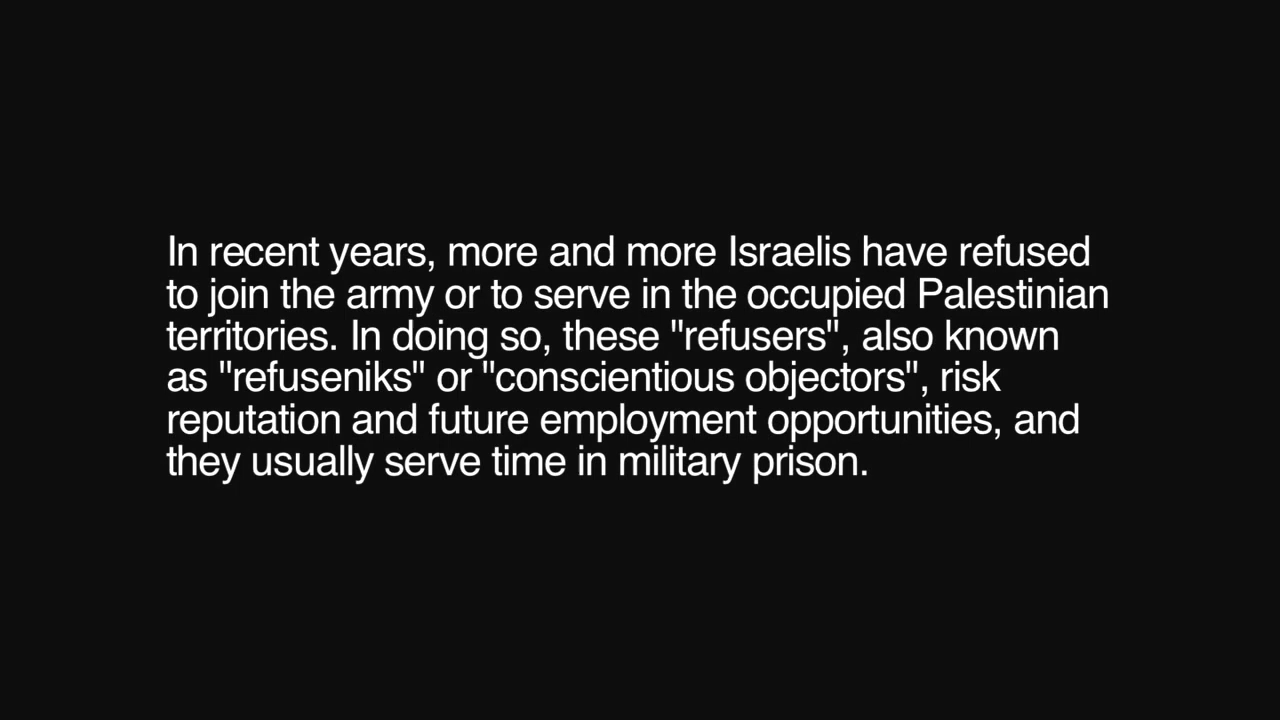 In recent years, more and more Israelis have refused
to join the army or to serve in the occupied Palestinian
territories. In doing so, these "refusers", also known
as "refuseniks" or "conscientious objectors", risk
reputation and future employment opportunities, and
they usually serve time in military prison.